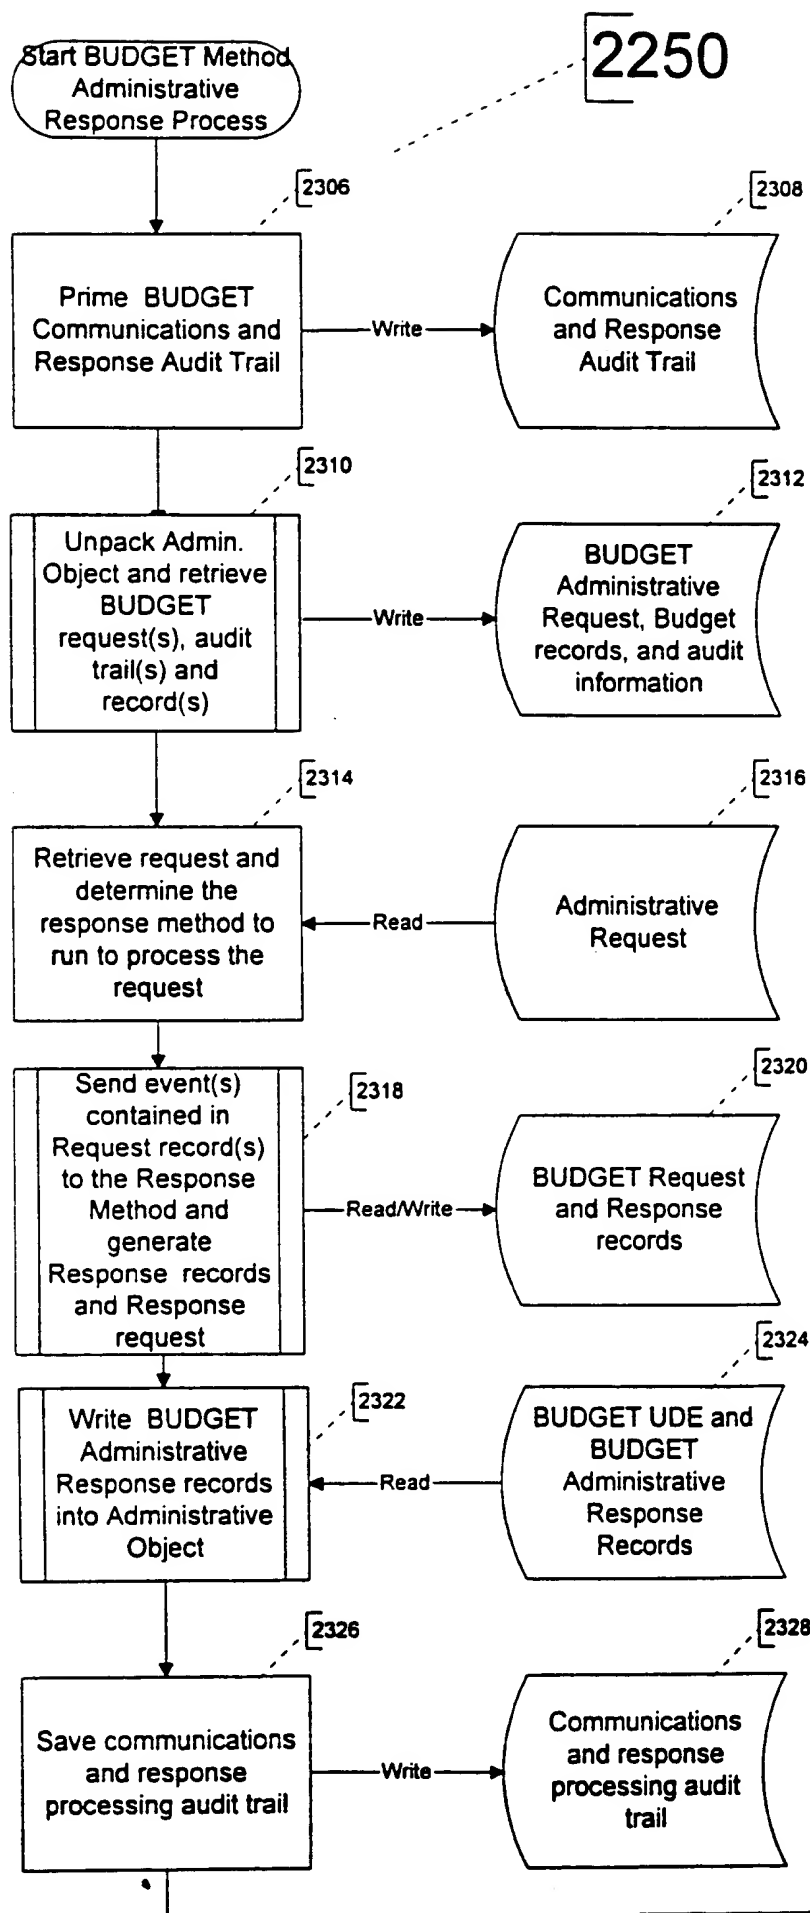 Start BUDGET Method
Administrative
Response Process
2250
2306
2308
Prime BUDGET
Communications and
Response Audit Trail
Write
Communications
and Response
Audit Trail
2310
2312
Unpack Admin.
Object and retrieve
BUDGET
request(s), audit
trail(s) and
record(s)
Write
BUDGET
Administrative
Request, Budget
records, and audit
information
2314
2316
Retrieve request and
determine the
response method to
run to process the
request
Read
Administrative
Request
2318
2320
Send event(s)
contained in
Request record(s)
to the Response
Method and
generate
Response records
and Response
request
Read/Write
BUDGET Request
and Response
records
2322
2324
Write BUDGET
Administrative
Response records
into Administrative
Object
Read
BUDGET UDE and
BUDGET
Administrative
Response
Records
2326
2328
Save communications
and response
processing audit trail
Write
Communications
and response
processing audit
trail